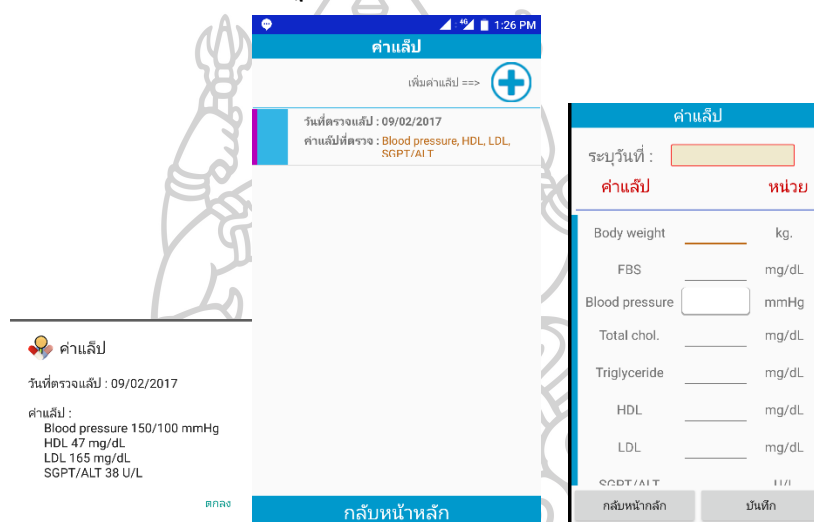 1:26 PM
ค่าแล็ป
เพิ่มค่าแล็ป ==>
วันที่ตรวจแล๊ป : 09/02/2017
ค่าแล๊ปที่ตรวจ : Blood pressure, HDL, LDL,
SGPT/ALT
กลับหน้าหลัก
ค่าแล็ป
วันที่ตรวจแล๊ป : 09/02/2017
ค่าแล๊ป :
Blood pressure 150/100 mmHg
HDL 47 mg/dL
LDL 165 mg/dL
SGPT/ALT 38 U/L
ตกลง
ค่าแล็ป
ระบุวันที่ :
ค่าแล๊ป หน่วย
Body weight kg.
FBS mg/dL
Blood pressure mmHg
Total chol. mg/dL
Triglyceride mg/dL
HDL mg/dL
LDL mg/dL
SGPT/ALT U/L
กลับหน้ากลัก บันทึก